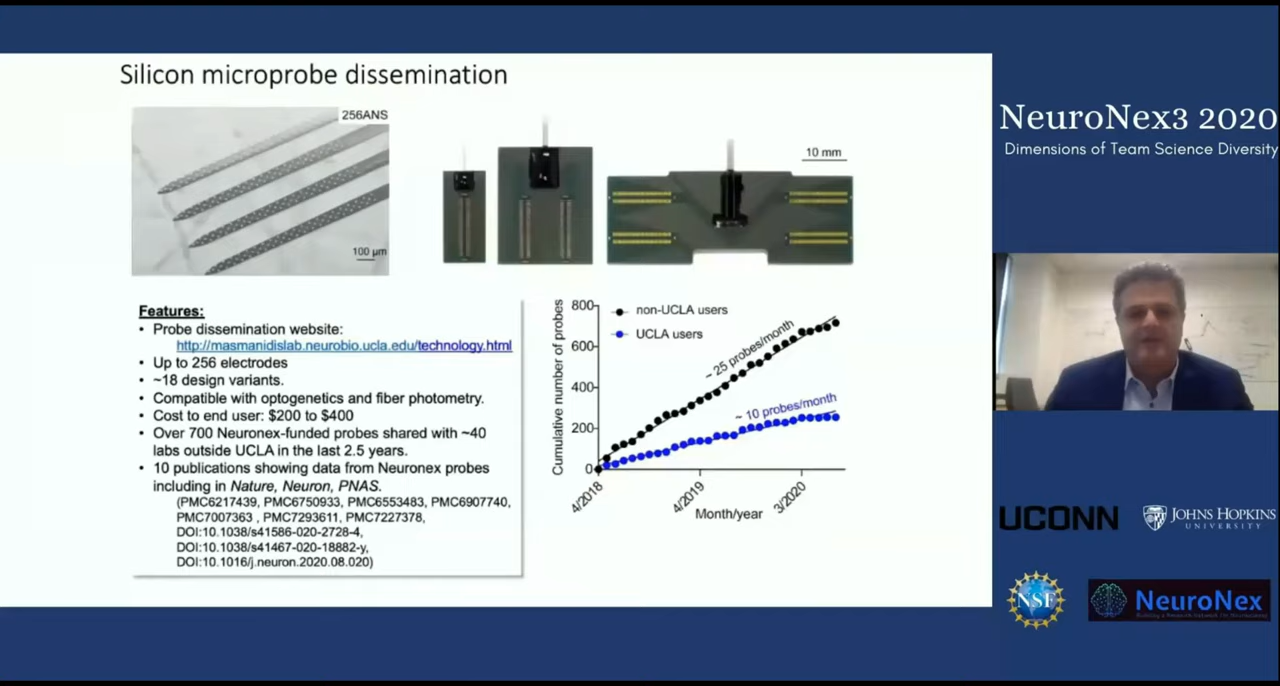 Silicon microprobe dissemination
256ANS
100 µm
10 mm
Features:
• Probe dissemination website:
http://masmanidislab.neurobio.ucla.edu/technology.html
• Up to 256 electrodes
• ~18 design variants.
• Compatible with optogenetics and fiber photometry.
• Cost to end user: $200 to $400
• Over 700 Neuronex-funded probes shared with ~40
labs outside UCLA in the last 2.5 years.
• 10 publications showing data from Neuronex probes
including in Nature, Neuron, PNAS.
(PMC6217439, PMC6750933, PMC6553483, PMC6907740,
PMC7007363 , PMC7293611, PMC7227378,
DOI:10.1038/s41586-020-2728-4,
DOI:10.1038/s41467-020-18882-y,
DOI:10.1016/j.neuron.2020.08.020)
Cumulative number of probes
800
600
400
200
0
non-UCLA users
UCLA users
~ 25 probes/month
~ 10 probes/month
4/2018
4/2019
3/2020
Month/year
NeuroNex3 2020
Dimensions of Team Science Diversity
UCONN
JOHNS HOPKINS
UNIVERSITY
NSF
NeuroNex